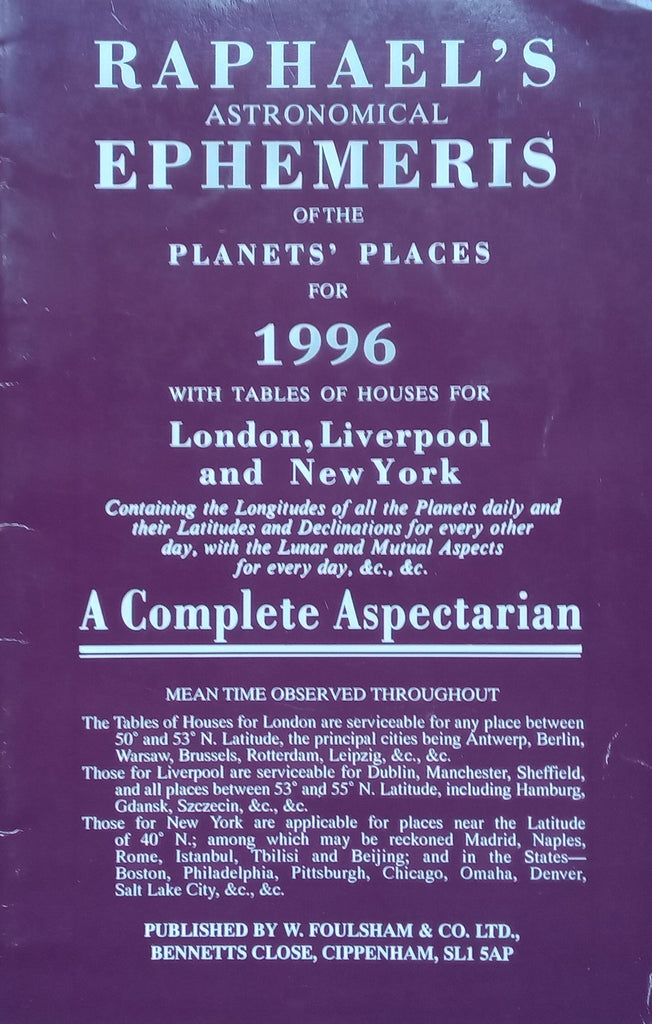 RAPHAEL'S
ASTRONOMICAL
EPHEMERIS
OF THE
PLANETS' PLACES
FOR
1996
WITH TABLES OF HOUSES FOR
London, Liverpool
and New York
Containing the Longitudes of all the Planets daily and
their Latitudes and Declinations for every other
day, with the Lunar and Mutual Aspects
for every day, &c., &c.
A Complete Aspectarian
MEAN TIME OBSERVED THROUGHOUT
The Tables of Houses for London are serviceable for any place between
50° and 53° N. Latitude, the principal cities being Antwerp, Berlin,
Warsaw, Brussels, Rotterdam, Leipzig, &c., &c.
Those for Liverpool are serviceable for Dublin, Manchester, Sheffield,
and all places between 53° and 55° N. Latitude, including Hamburg,
Gdansk, Szczecin, &c., &c.
Those for New York are applicable for places near the Latitude
of 40° N.; among which may be reckoned Madrid, Naples,
Rome, Istanbul, Tbilisi and Beijing; and in the States—
Boston, Philadelphia, Pittsburgh, Chicago, Omaha, Denver,
Salt Lake City, &c., &c.
PUBLISHED BY W. FOULSHAM & CO. LTD.,
BENNETTS CLOSE, CIPPENHAM, SL1 5AP